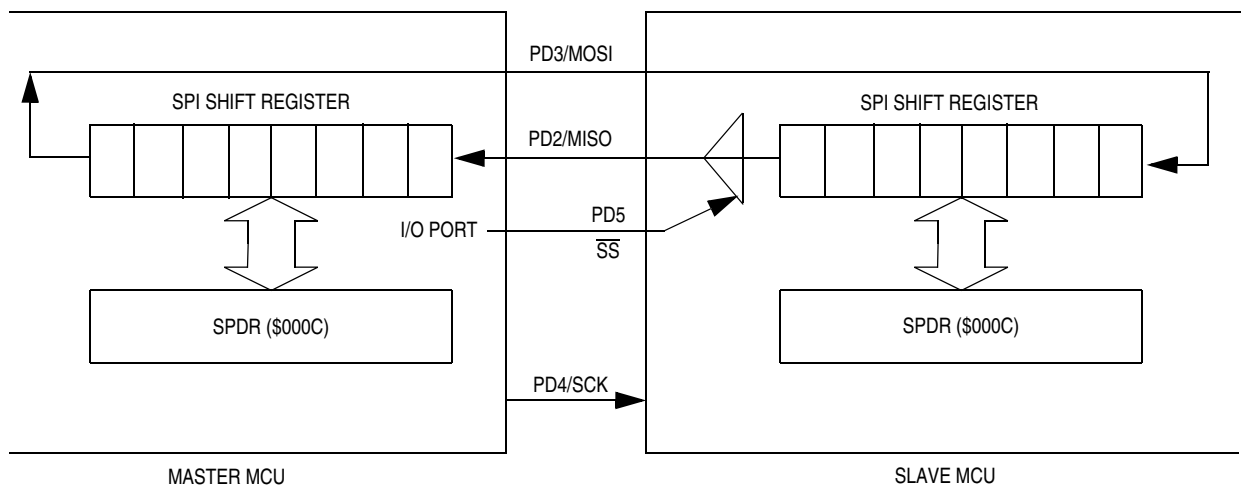 PD3/MOSI
SPI SHIFT REGISTER
SPI SHIFT REGISTER
PD2/MISO
I/O PORT
PD5
SS
SPDR ($000C)
SPDR ($000C)
PD4/SCK
MASTER MCU
SLAVE MCU